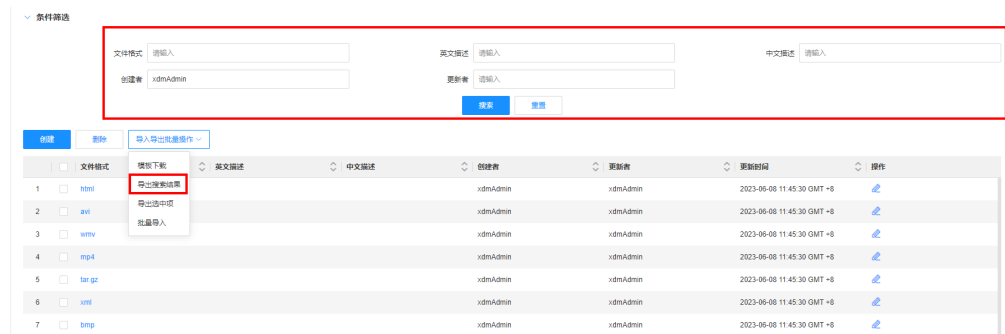 条件筛选
文件格式 请输入 英文描述 请输入 中文描述 请输入
创建者 xdmAdmin 更新者 请输入
搜索 重置
创建 删除 导入导出批量操作
文件格式 英文描述 中文描述 创建者 更新者 更新时间 操作
模板下载
导出搜索结果
导出选中项
批量导入
1 html xdmAdmin xdmAdmin 2023-06-08 11:45:30 GMT +8
2 avi xdmAdmin xdmAdmin 2023-06-08 11:45:30 GMT +8
3 wmv xdmAdmin xdmAdmin 2023-06-08 11:45:30 GMT +8
4 mp4 xdmAdmin xdmAdmin 2023-06-08 11:45:30 GMT +8
5 tar.gz xdmAdmin xdmAdmin 2023-06-08 11:45:30 GMT +8
6 xml xdmAdmin xdmAdmin 2023-06-08 11:45:30 GMT +8
7 bmp xdmAdmin xdmAdmin 2023-06-08 11:45:30 GMT +8